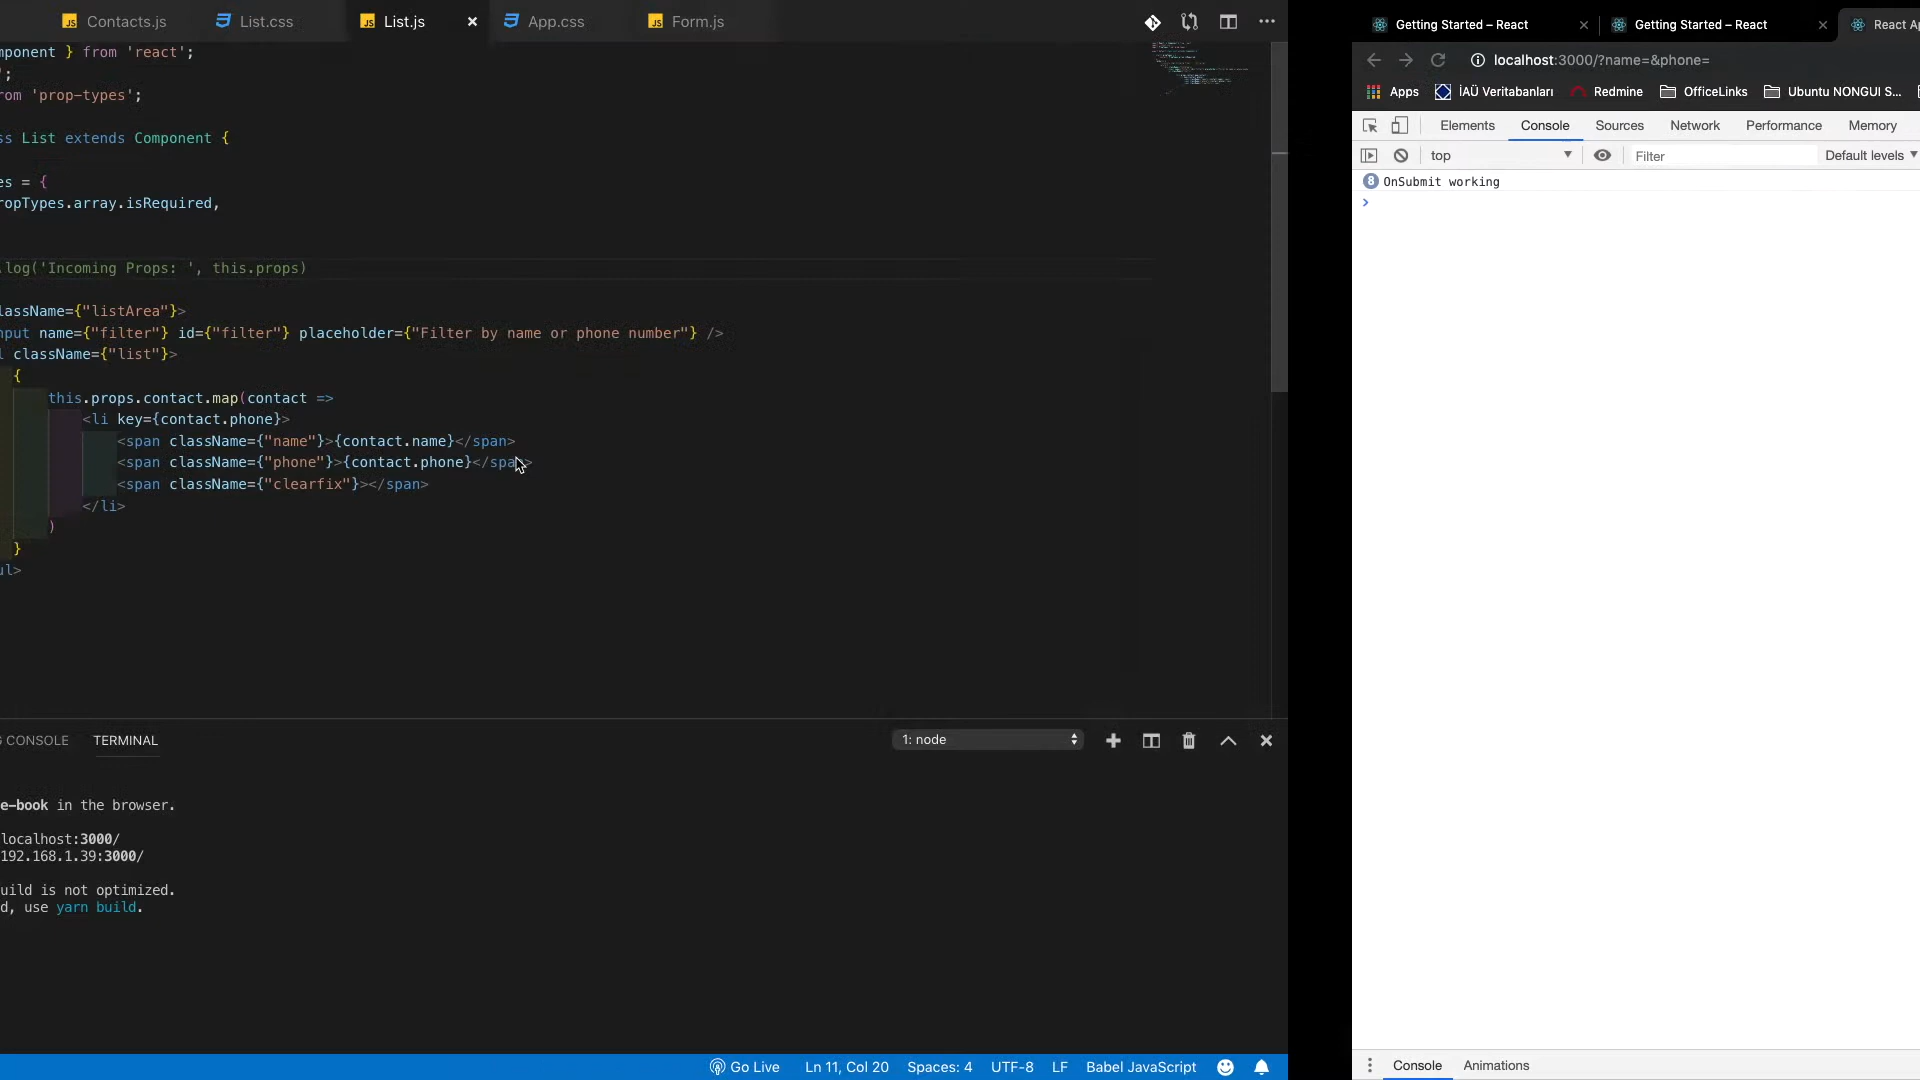 Contacts.js List.css List.js App.css Form.js
mponent } from 'react';
';
rom 'prop-types';
ss List extends Component {
es = {
ropTypes.array.isRequired,
.log('Incoming Props: ', this.props)
lassName={"listArea"}>
nput name={"filter"} id={"filter"} placeholder={"Filter by name or phone number"} />
l className={"list"}>
{
this.props.contact.map(contact =>
<li key={contact.phone}>
<span className={"name"}>{contact.name}</span>
<span className={"phone"}>{contact.phone}</span>
<span className={"clearfix"}></span>
</li>
)
}
ul>
G CONSOLE TERMINAL 1: node
e-book in the browser.
localhost:3000/
192.168.1.39:3000/
uild is not optimized.
d, use yarn build.
Go Live Ln 11, Col 20 Spaces: 4 UTF-8 LF Babel JavaScript
Getting Started – React Getting Started – React React Ap
localhost:3000/?name=&phone=
Apps İAÜ Veritabanları Redmine OfficeLinks Ubuntu NONGUI S...
Elements Console Sources Network Performance Memory
top Filter Default levels
8 OnSubmit working
Console Animations